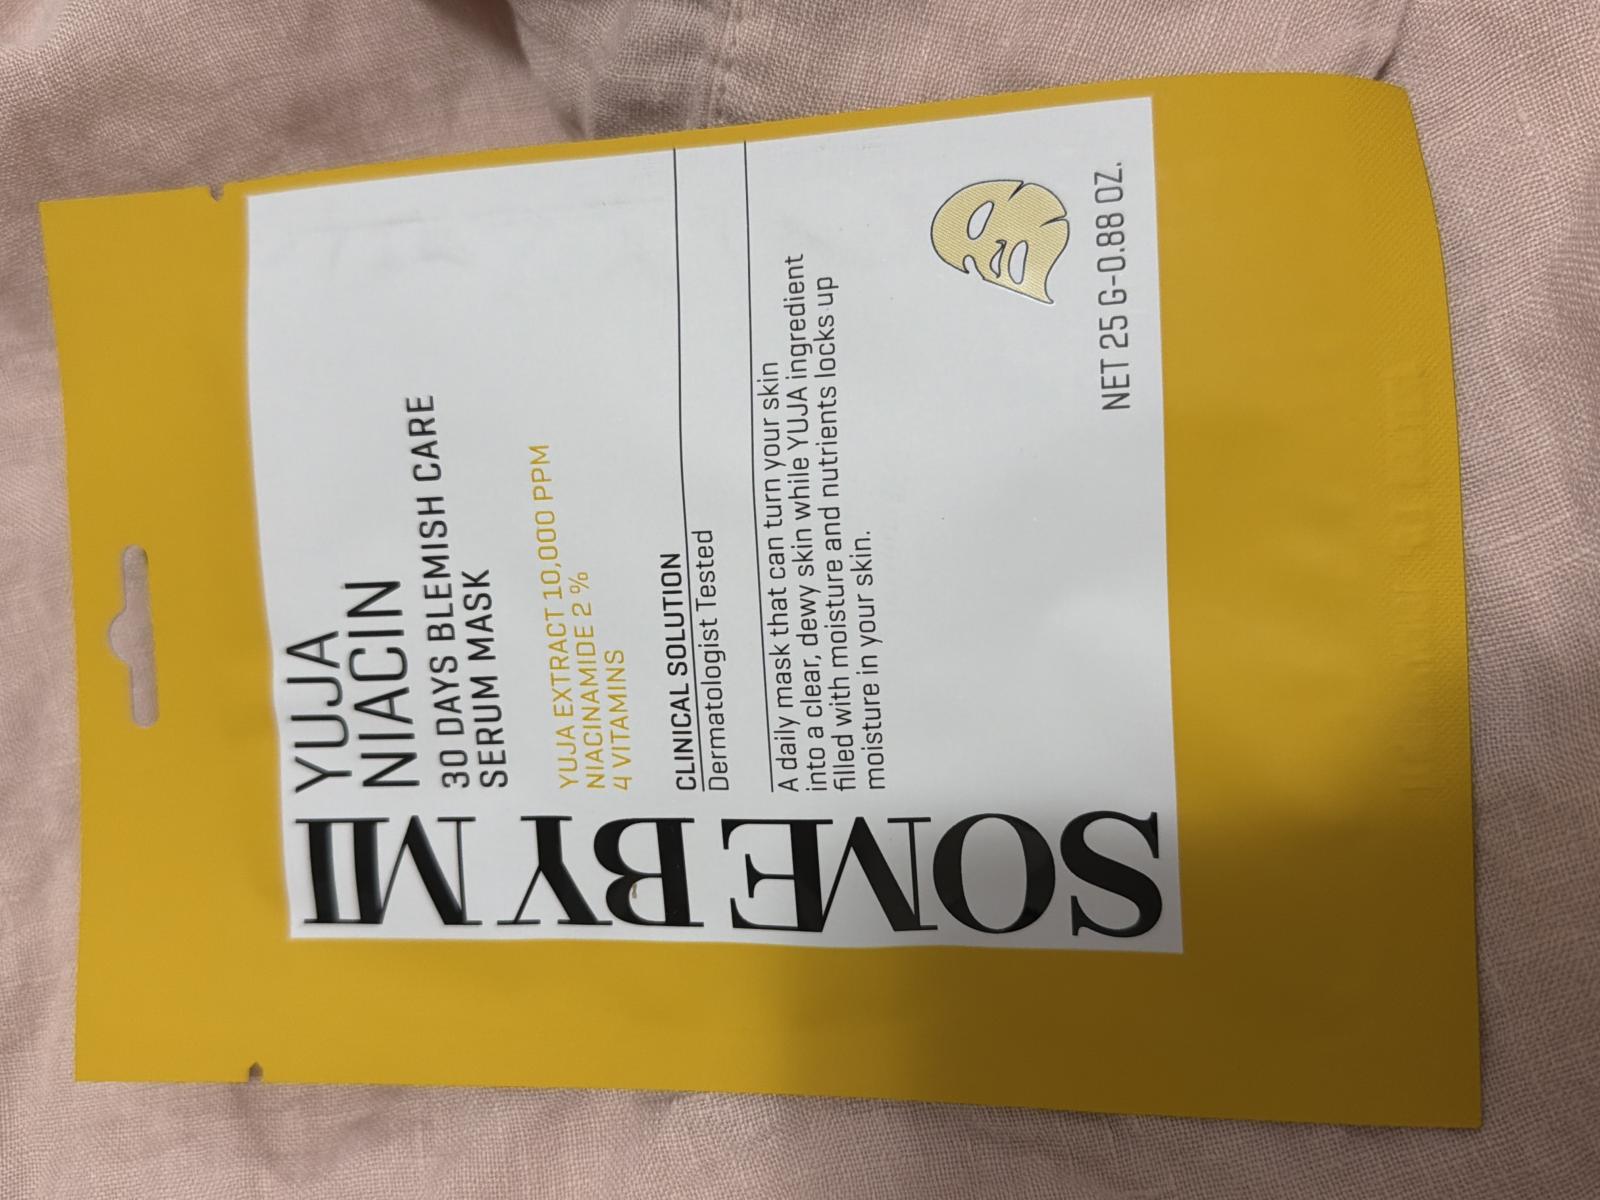 SOME BY MI
YUJA
NIACIN
30 DAYS BLEMISH CARE
SERUM MASK
YUJA EXTRACT 10,000 PPM
NIACINAMIDE 2 %
4 VITAMINS
CLINICAL SOLUTION
Dermatologist Tested
A daily mask that can turn your skin
into a clear, dewy skin while YUJA ingredient
filled with moisture and nutrients locks up
moisture in your skin.
NET 25 G-0.88 OZ.